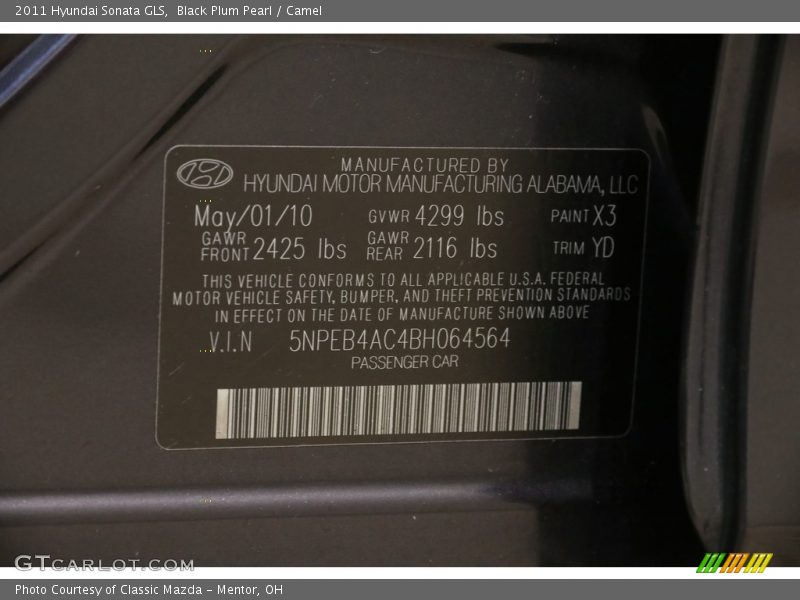 2011 Hyundai Sonata GLS, Black Plum Pearl / Camel
MANUFACTURED BY
HYUNDAI MOTOR MANUFACTURING ALABAMA, LLC
May/01/10 GVWR 4299 lbs PAINT X3
GAWR FRONT 2425 lbs GAWR REAR 2116 lbs TRIM YD
THIS VEHICLE CONFORMS TO ALL APPLICABLE U.S.A. FEDERAL
MOTOR VEHICLE SAFETY, BUMPER, AND THEFT PREVENTION STANDARDS
IN EFFECT ON THE DATE OF MANUFACTURE SHOWN ABOVE
V.I.N 5NPEB4AC4BH064564
PASSENGER CAR
GTCARLOT.COM
Photo Courtesy of Classic Mazda - Mentor, OH